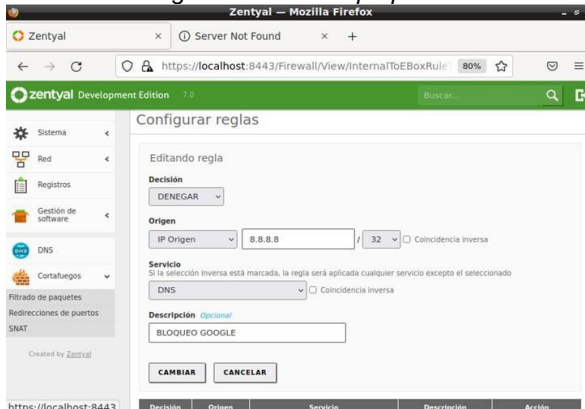 Zentyal — Mozilla Firefox
Zentyal × Server Not Found × +
https://localhost:8443/Firewall/View/InternalToEBoxRule 80%
zentyal Development Edition 7.0 Buscar...
Configurar reglas
Sistema
Red
Registros
Gestión de
software
DNS
Cortafuegos
Filtrado de paquetes
Redirecciones de puertos
SNAT
Created by Zentyal
Editando regla
Decisión
DENEGAR
Origen
IP Origen 8.8.8.8 / 32 Coincidencia inversa
Servicio
Si la selección inversa está marcada, la regla será aplicada cualquier servicio excepto el seleccionado
DNS Coincidencia inversa
Descripción Opcional
BLOQUEO GOOGLE
CAMBIAR CANCELAR
Decisión Origen Servicio Descripción Acción
https://localhost:8443